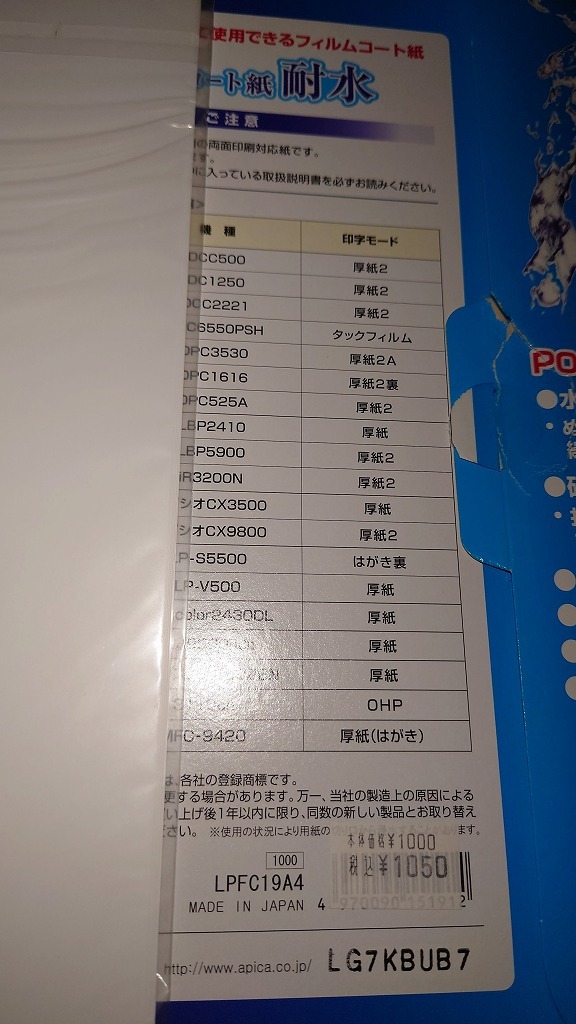 使用できるフィルムコート紙
ート紙 耐水
ご注意
の両面印刷対応紙です。
ます。
に入っている取扱説明書を必ずお読みください。
機 種 印字モード
DCC500 厚紙2
DC1250 厚紙2
DCC2221 厚紙2
C6550PSH タックフィルム
DPC3530 厚紙2A
DPC1616 厚紙2裏
DPC525A 厚紙2
LBP2410 厚紙
LBP5900 厚紙2
iR3200N 厚紙2
シオCX3500 厚紙
シオCX9800 厚紙2
LP-S5500 はがき裏
LP-V500 厚紙
color2430DL 厚紙
厚紙
厚紙
OHP
MFC-9420 厚紙(はがき)
は、各社の登録商標です。
更する場合があります。万一、当社の製造上の原因による
い上げ後1年以内に限り、同数の新しい製品とお取り替え
ださい。 ※使用の状況により用紙の
ます。
本体価格¥1000
税込¥1050
1000
LPFC19A4
MADE IN JAPAN 4 970090 151912
http://www.apica.co.jp/ LG7KBUB7
PO
●水
・ぬ